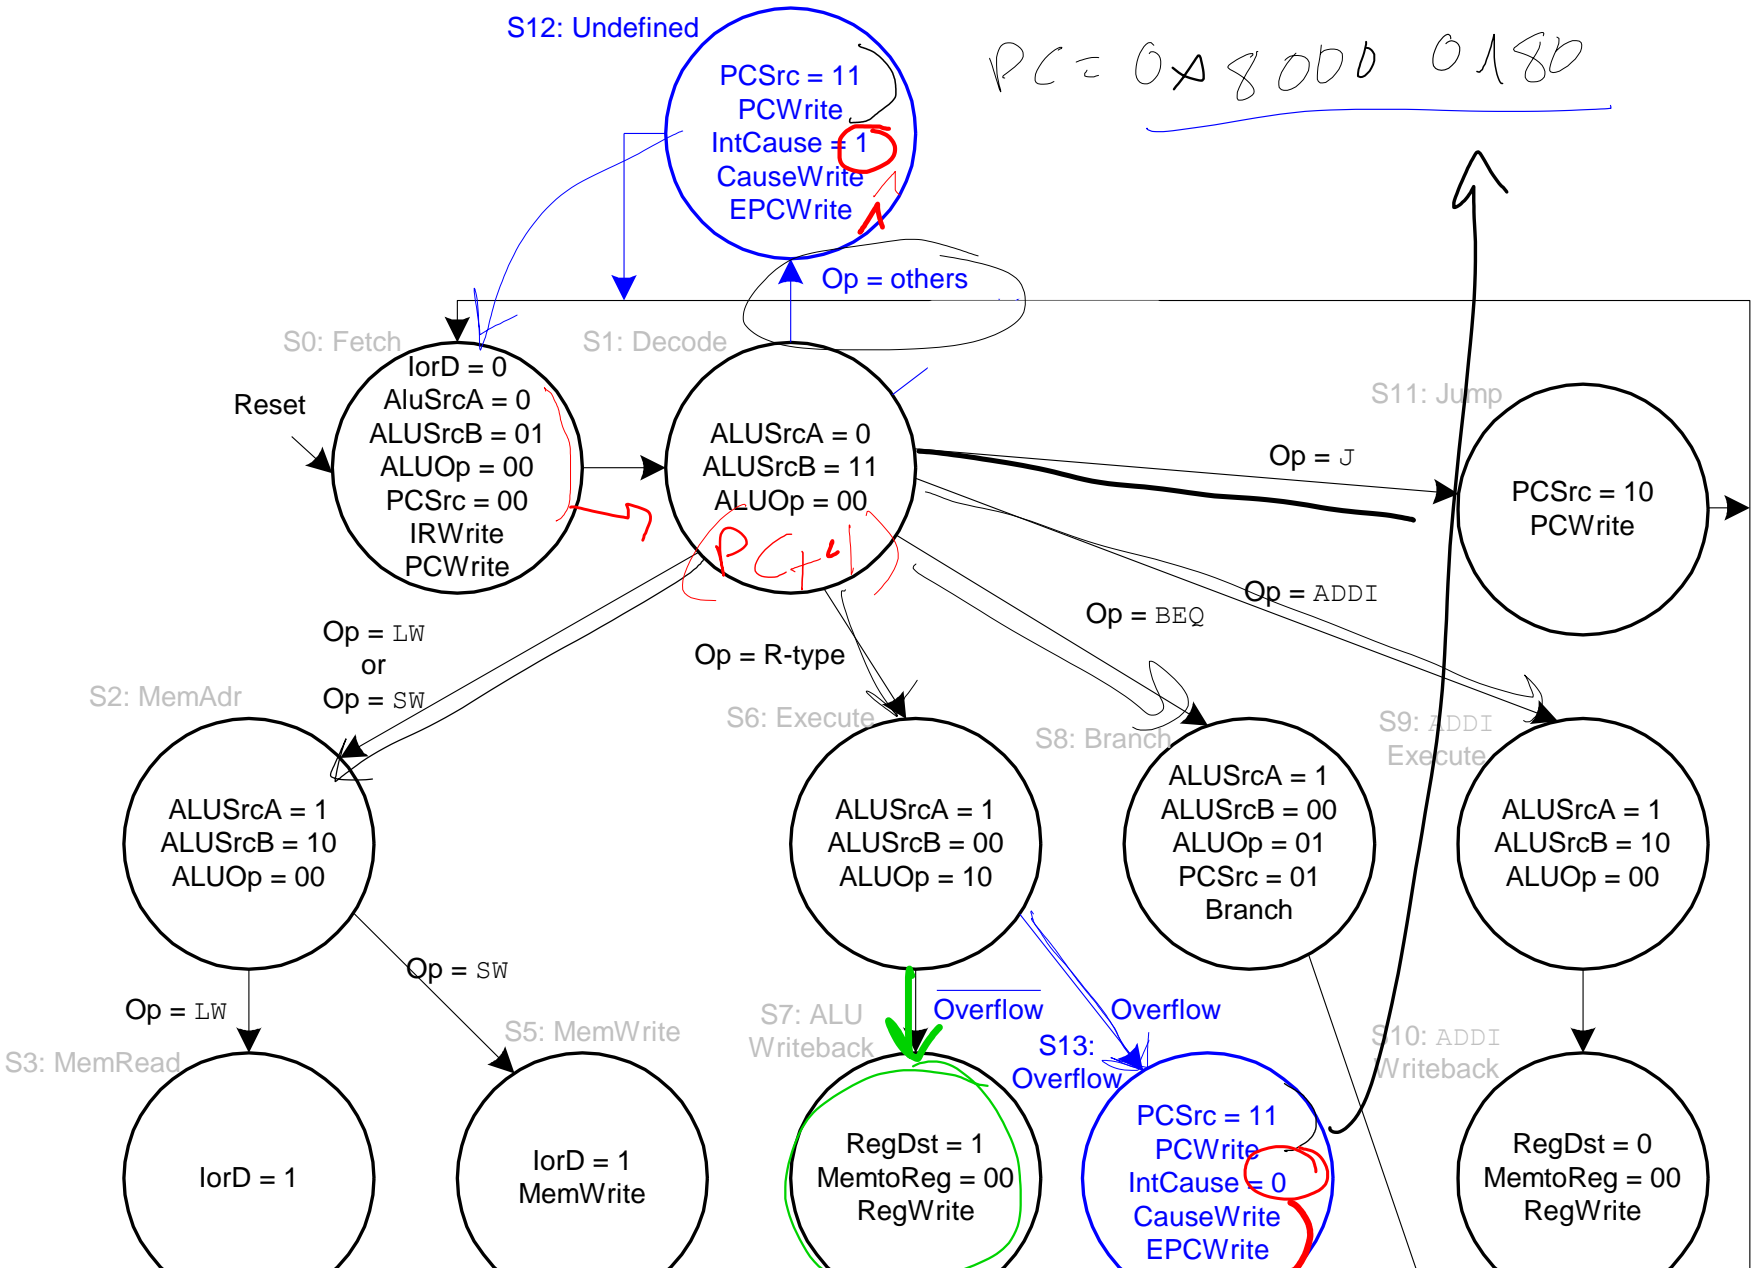 S12: Undefined
PCSrc = 11
PCWrite
IntCause = 1
CauseWrite
EPCWrite
1
PC = 0x8000 0180
Op = others
S0: Fetch
IorD = 0
AluSrcA = 0
ALUSrcB = 01
ALUOp = 00
PCSrc = 00
IRWrite
PCWrite
Reset
S1: Decode
ALUSrcA = 0
ALUSrcB = 11
ALUOp = 00
(PC+4)
S11: Jump
Op = J
PCSrc = 10
PCWrite
Op = ADDI
Op = BEQ
Op = R-type
Op = LW
or
Op = SW
S2: MemAdr
ALUSrcA = 1
ALUSrcB = 10
ALUOp = 00
S6: Execute
ALUSrcA = 1
ALUSrcB = 00
ALUOp = 10
S8: Branch
ALUSrcA = 1
ALUSrcB = 00
ALUOp = 01
PCSrc = 01
Branch
S9: ADDI
Execute
ALUSrcA = 1
ALUSrcB = 10
ALUOp = 00
Op = SW
Op = LW
Overflow
Overflow
S3: MemRead
IorD = 1
S5: MemWrite
IorD = 1
MemWrite
S7: ALU
Writeback
RegDst = 1
MemtoReg = 00
RegWrite
S13:
Overflow
PCSrc = 11
PCWrite
IntCause = 0
CauseWrite
EPCWrite
S10: ADDI
Writeback
RegDst = 0
MemtoReg = 00
RegWrite